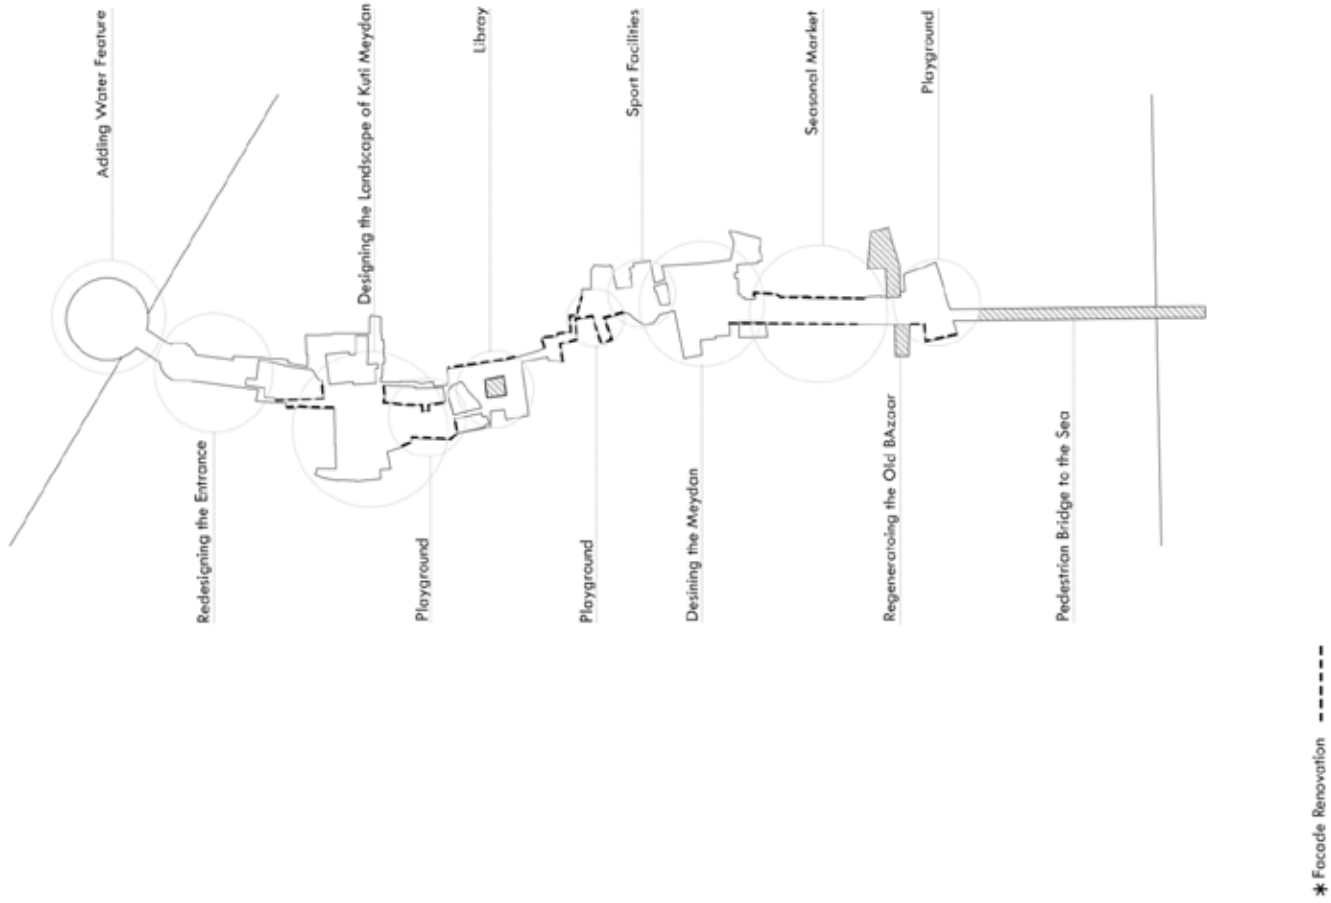 Adding Water Feature
Designing the Landscape of Kuti Meydan
Library
Sport Facilities
Seasonal Market
Playground
Redesigning the Entrance
Playground
Playground
Desining the Meydan
Regeneratoing the Old BAzaar
Pedestrian Bridge to the Sea
* Facade Renovation